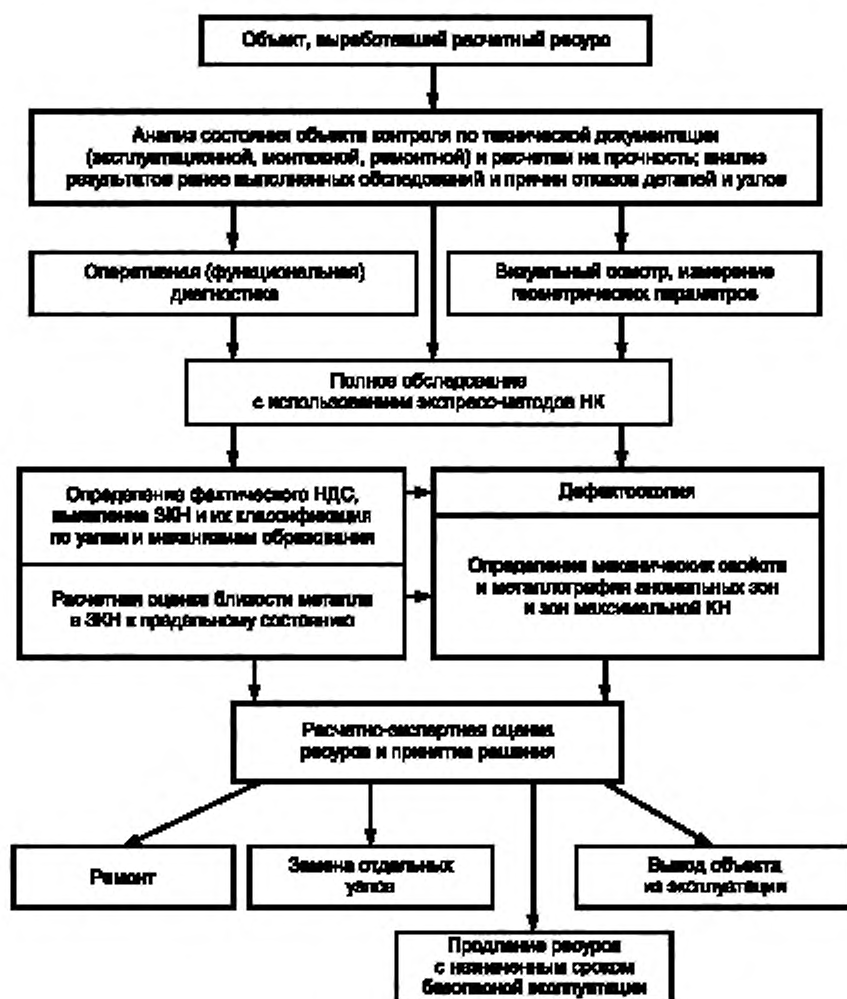 Объект, выработавший расчетный ресурс
Анализ состояния объекта контроля по технической документации
(эксплуатационной, монтажной, ремонтной) и расчетам на прочность; анализ
результатов ранее выполненных обследований и причин отказов деталей и узлов
Оперативная (функциональная)
диагностика
Визуальный осмотр, измерение
геометрических параметров
Полное обследование
с использованием экспресс-методов НК
Определение фактического НДС,
выявление ЗКН и их классификация
по узлам и механизмам образования
Дефектоскопия
Расчетная оценка близости металла
в ЗКН к предельному состоянию
Определение механических свойств
и металлография аномальных зон
и зон максимальной КН
Расчетно-экспертная оценка
ресурса и принятие решения
Ремонт
Замена отдельных
узлов
Вывод объекта
из эксплуатации
Продление ресурса
с назначенным сроком
безопасной эксплуатации